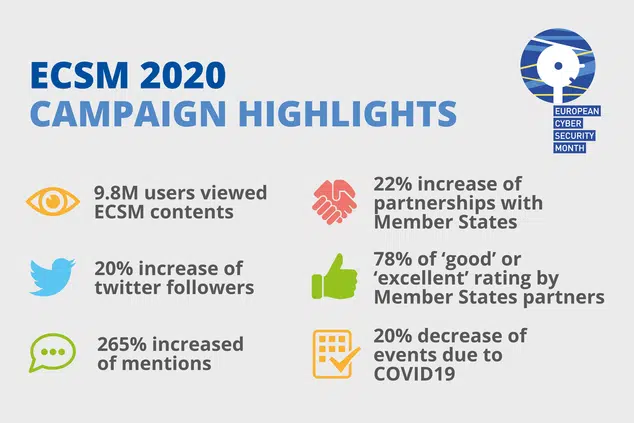 ECSM 2020
CAMPAIGN HIGHLIGHTS
EUROPEAN
CYBER
SECURITY
MONTH
9.8M users viewed
ECSM contents
22% increase of
partnerships with
Member States
20% increase of
twitter followers
78% of ‘good’ or
‘excellent’ rating by
Member States partners
265% increased
of mentions
20% decrease of
events due to
COVID19